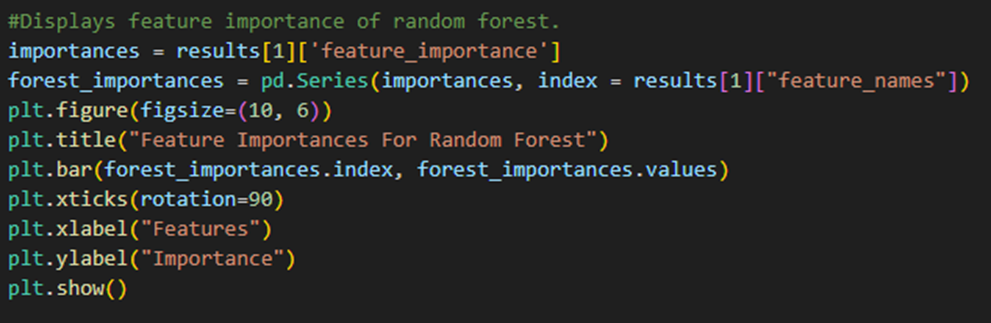 #Displays feature importance of random forest.
importances = results[1]['feature_importance']
forest_importances = pd.Series(importances, index = results[1]["feature_names"])
plt.figure(figsize=(10, 6))
plt.title("Feature Importances For Random Forest")
plt.bar(forest_importances.index, forest_importances.values)
plt.xticks(rotation=90)
plt.xlabel("Features")
plt.ylabel("Importance")
plt.show()